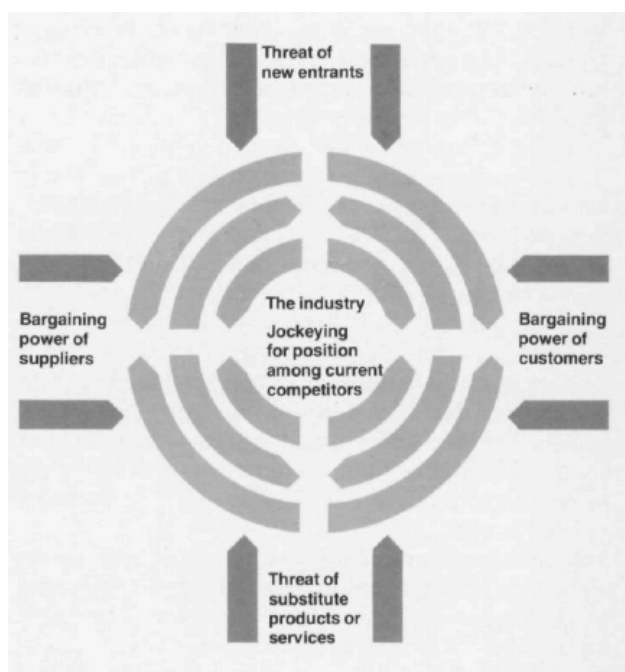 Threat of
new entrants
Bargaining
power of
suppliers
The industry
Jockeying
for position
among current
competitors
Bargaining
power of
customers
Threat of
substitute
products or
services